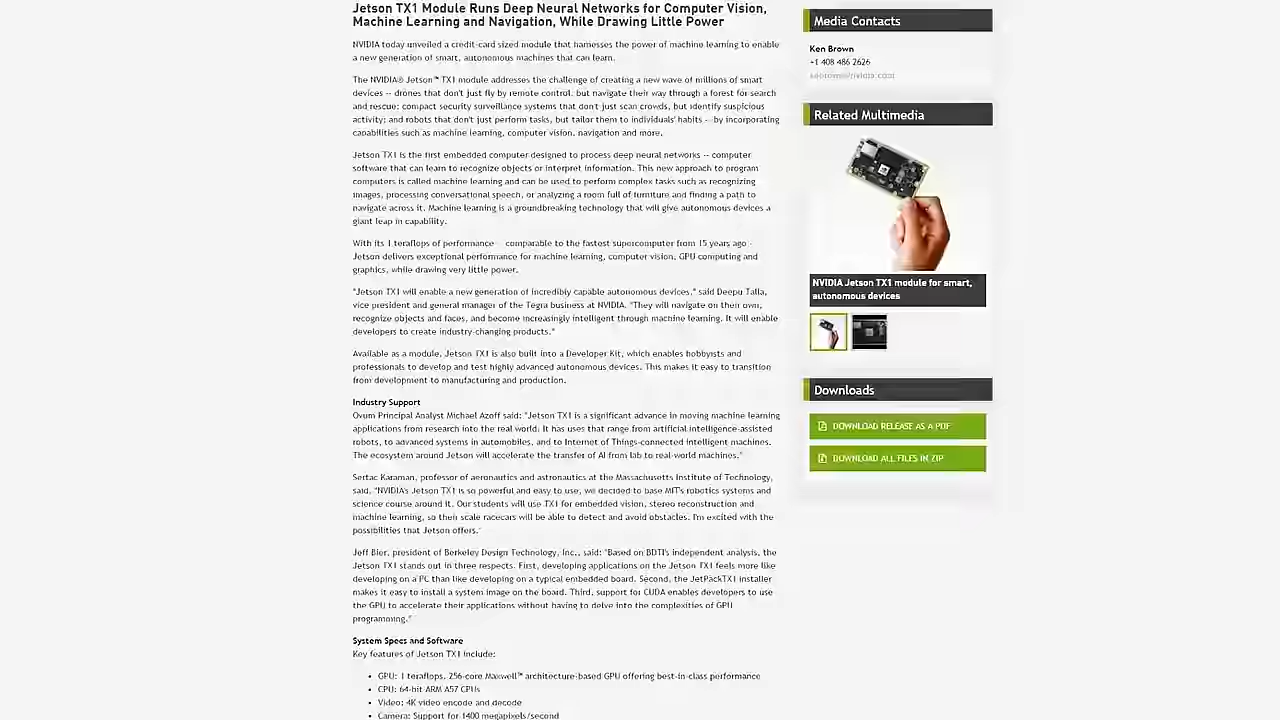 Jetson TX1 Module Runs Deep Neural Networks for Computer Vision,
Machine Learning and Navigation, While Drawing Little Power
NVIDIA today unveiled a credit-card sized module that harnesses the power of machine learning to enable
a new generation of smart, autonomous machines that can learn.
The NVIDIA® Jetson™ TX1 module addresses the challenge of creating a new wave of millions of smart
devices -- drones that don't just fly by remote control, but navigate their way through a forest for search
and rescue; compact security surveillance systems that don't just scan crowds, but identify suspicious
activity; and robots that don't just perform tasks, but tailor them to individuals' habits -- by incorporating
capabilities such as machine learning, computer vision, navigation and more.
Jetson TX1 is the first embedded computer designed to process deep neural networks -- computer
software that can learn to recognize objects or interpret information. This new approach to program
computers is called machine learning and can be used to perform complex tasks such as recognizing
images, processing conversational speech, or analyzing a room full of furniture and finding a path to
navigate across it. Machine learning is a groundbreaking technology that will give autonomous devices a
giant leap in capability.
With its 1 teraflops of performance -- comparable to the fastest supercomputer from 15 years ago -
Jetson delivers exceptional performance for machine learning, computer vision, GPU computing and
graphics, while drawing very little power.
"Jetson TX1 will enable a new generation of incredibly capable autonomous devices," said Deepu Talla,
vice president and general manager of the Tegra business at NVIDIA. "They will navigate on their own,
recognize objects and faces, and become increasingly intelligent through machine learning. It will enable
developers to create industry-changing products."
Available as a module, Jetson TX1 is also built into a Developer Kit, which enables hobbyists and
professionals to develop and test highly advanced autonomous devices. This makes it easy to transition
from development to manufacturing and production.
Industry Support
Ovum Principal Analyst Michael Azoff said: "Jetson TX1 is a significant advance in moving machine learning
applications from research into the real world. It has uses that range from artificial-intelligence-assisted
robots, to advanced systems in automobiles, and to Internet of Things-connected intelligent machines.
The ecosystem around Jetson will accelerate the transfer of AI from lab to real-world machines."
Sertac Karaman, professor of aeronautics and astronautics at the Massachusetts Institute of Technology,
said, "NVIDIA's Jetson TX1 is so powerful and easy to use, we decided to base MIT's robotics systems and
science course around it. Our students will use TX1 for embedded vision, stereo reconstruction and
machine learning, so their scale racecars will be able to detect and avoid obstacles. I'm excited with the
possibilities that Jetson offers."
Jeff Bier, president of Berkeley Design Technology, Inc., said: "Based on BDTI's independent analysis, the
Jetson TX1 stands out in three respects. First, developing applications on the Jetson TX1 feels more like
developing on a PC than like developing on a typical embedded board. Second, the JetPackTX1 installer
makes it easy to install a system image on the board. Third, support for CUDA enables developers to use
the GPU to accelerate their applications without having to delve into the complexities of GPU
programming."
System Specs and Software
Key features of Jetson TX1 include:
• GPU: 1 teraflops, 256-core Maxwell™ architecture-based GPU offering best-in-class performance
• CPU: 64-bit ARM A57 CPUs
• Video: 4K video encode and decode
• Camera: Support for 1400 megapixels/second
Media Contacts
Ken Brown
+1 408 486 2626
kebrown@nvidia.com
Related Multimedia
NVIDIA Jetson TX1 module for smart,
autonomous devices
Downloads
DOWNLOAD RELEASE AS A PDF
DOWNLOAD ALL FILES IN ZIP